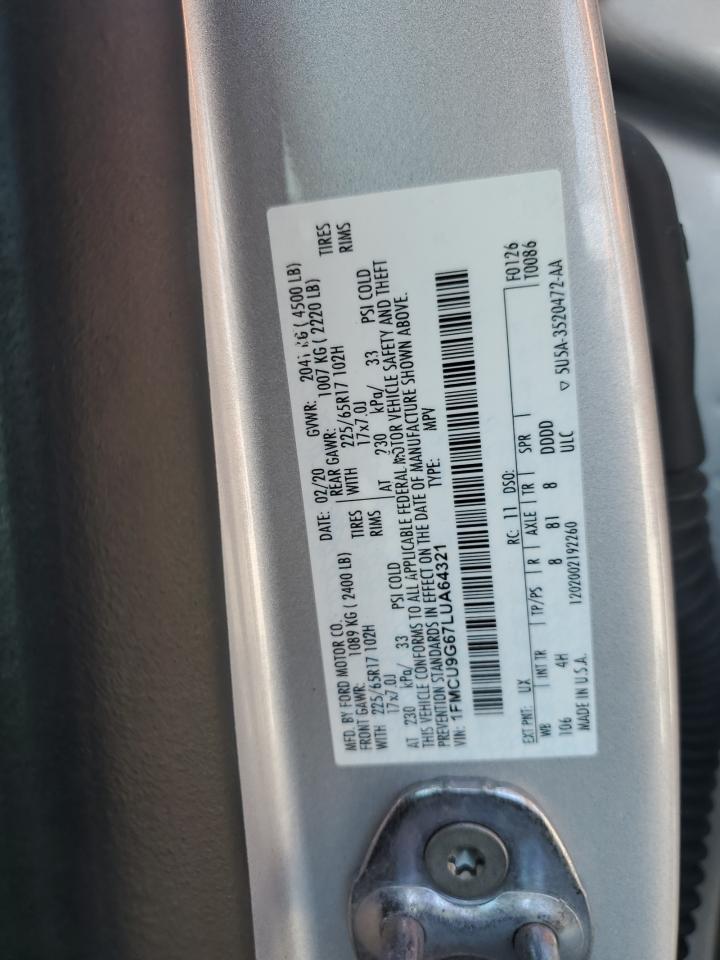 MFD. BY FORD MOTOR CO.
DATE: 02/20 GVWR: 2041 KG ( 4500 LB)
FRONT GAWR: 1089 KG ( 2400 LB) REAR GAWR: 1007 KG ( 2220 LB)
WITH 225/65R17 102H TIRES WITH 225/65R17 102H TIRES
17x7.0J RIMS 17x7.0J RIMS
AT 230 kPa/ 33 PSI COLD AT 230 kPa/ 33 PSI COLD
THIS VEHICLE CONFORMS TO ALL APPLICABLE FEDERAL MOTOR VEHICLE SAFETY AND THEFT
PREVENTION STANDARDS IN EFFECT ON THE DATE OF MANUFACTURE SHOWN ABOVE.
VIN: 1FMCU9G67LUA64321 TYPE: MPV
F0126
T0086
EXT PNT: UX RC: 11 DSO:
WB INT TR TP/PS R AXLE TR SPR
106 4H 8 81 8 DDDD
MADE IN U.S.A. 1202002192260 ULC
▽ 5U5A-3520472-AA